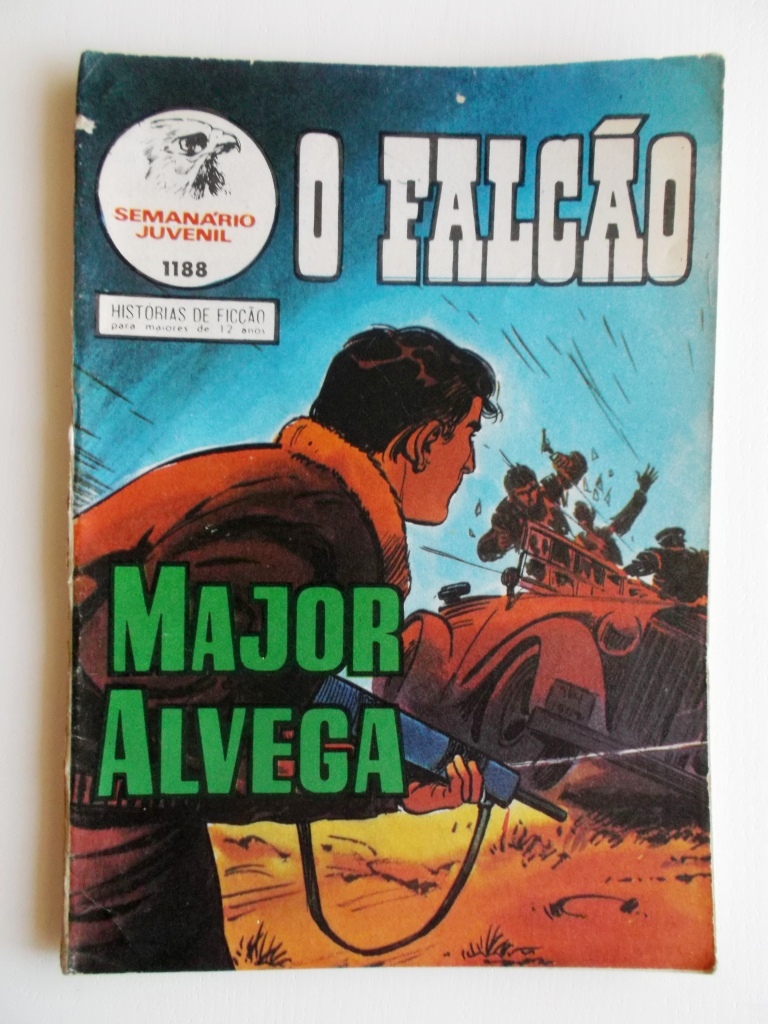 O FALCÃO
SEMANÁRIO
JUVENIL
1188
HISTÓRIAS DE FICÇÃO
para maiores de 12 anos
MAJOR
ALVEGA